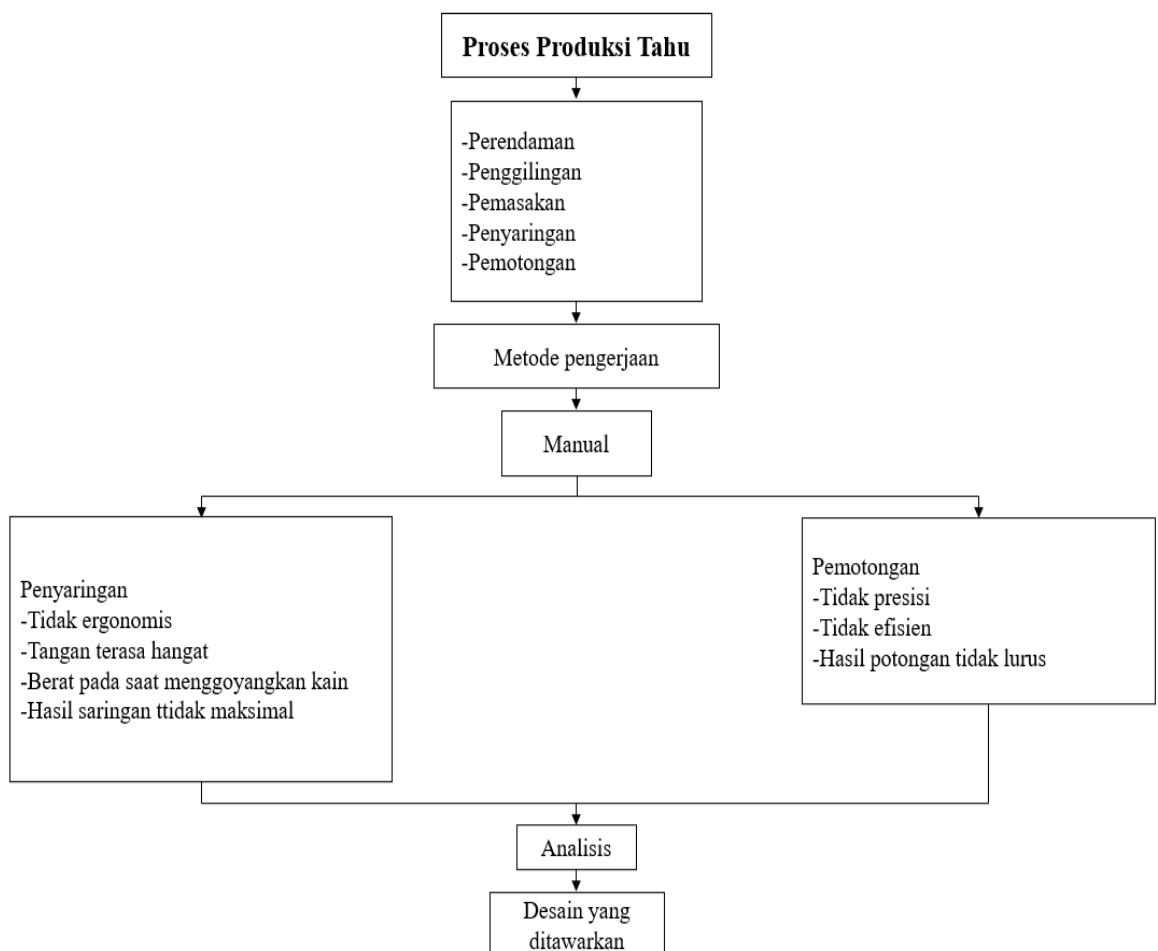 Proses Produksi Tahu
-Perendaman
-Penggilingan
-Pemasakan
-Penyaringan
-Pemotongan
Metode pengerjaan
Manual
Penyaringan
-Tidak ergonomis
-Tangan terasa hangat
-Berat pada saat menggoyangkan kain
-Hasil saringan ttidak maksimal
Pemotongan
-Tidak presisi
-Tidak efisien
-Hasil potongan tidak lurus
Analisis
Desain yang
ditawarkan